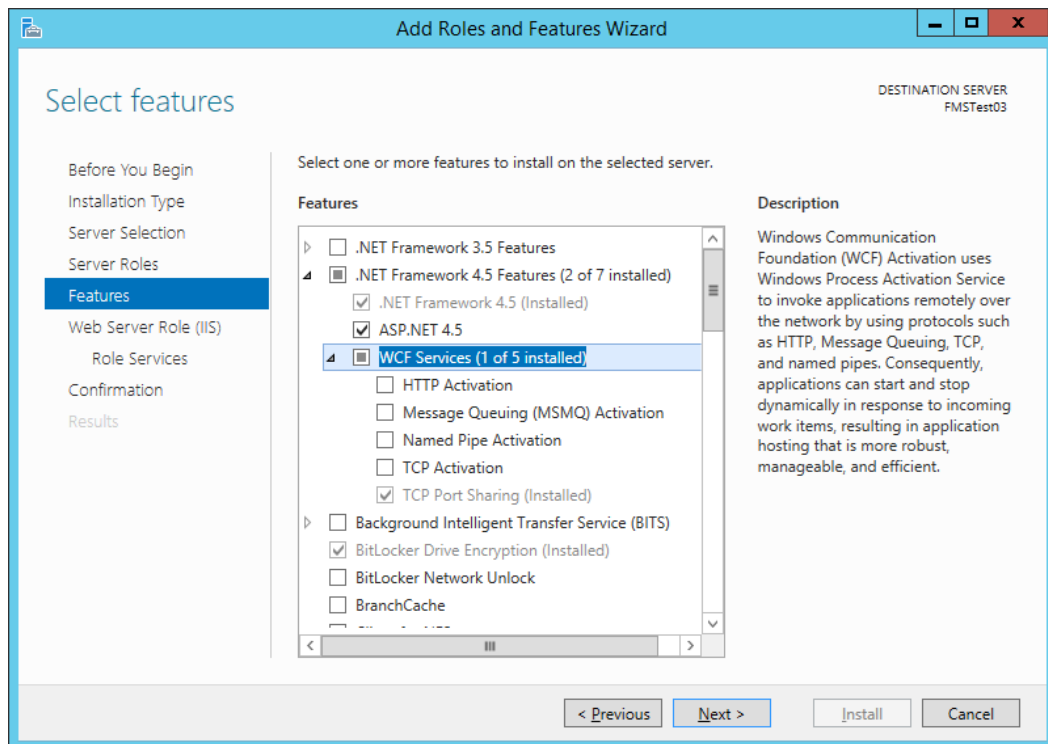 Add Roles and Features Wizard
Select features
DESTINATION SERVER
FMSTest03
Before You Begin
Installation Type
Server Selection
Server Roles
Features
Web Server Role (IIS)
Role Services
Confirmation
Results
Select one or more features to install on the selected server.
Features
.NET Framework 3.5 Features
.NET Framework 4.5 Features (2 of 7 installed)
.NET Framework 4.5 (Installed)
ASP.NET 4.5
WCF Services (1 of 5 installed)
HTTP Activation
Message Queuing (MSMQ) Activation
Named Pipe Activation
TCP Activation
TCP Port Sharing (Installed)
Background Intelligent Transfer Service (BITS)
BitLocker Drive Encryption (Installed)
BitLocker Network Unlock
BranchCache
Description
Windows Communication
Foundation (WCF) Activation uses
Windows Process Activation Service
to invoke applications remotely over
the network by using protocols such
as HTTP, Message Queuing, TCP,
and named pipes. Consequently,
applications can start and stop
dynamically in response to incoming
work items, resulting in application
hosting that is more robust,
manageable, and efficient.
< Previous
Next >
Install
Cancel